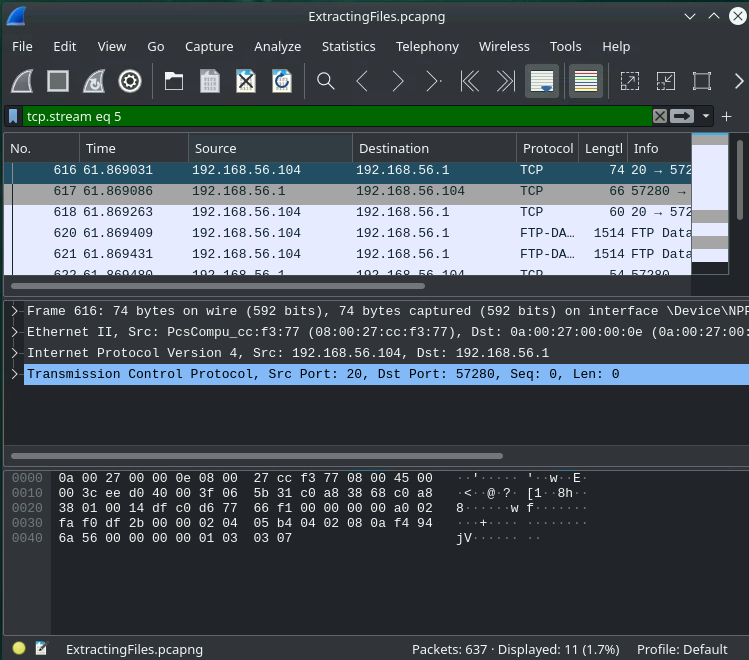 ExtractingFiles.pcapng
File Edit View Go Capture Analyze Statistics Telephony Wireless Tools Help
tcp.stream eq 5
No. Time Source Destination Protocol Lengtl Info
616 61.869031 192.168.56.104 192.168.56.1 TCP 74 20 → 572
617 61.869086 192.168.56.1 192.168.56.104 TCP 66 57280 →
618 61.869263 192.168.56.104 192.168.56.1 TCP 60 20 → 572
620 61.869409 192.168.56.104 192.168.56.1 FTP-DA… 1514 FTP Data
621 61.869431 192.168.56.104 192.168.56.1 FTP-DA… 1514 FTP Data
622 61.869480 192.168.56.1 192.168.56.104 TCP 54 57280
Frame 616: 74 bytes on wire (592 bits), 74 bytes captured (592 bits) on interface \Device\NPF
Ethernet II, Src: PcsCompu_cc:f3:77 (08:00:27:cc:f3:77), Dst: 0a:00:27:00:00:0e (0a:00:27:00:
Internet Protocol Version 4, Src: 192.168.56.104, Dst: 192.168.56.1
Transmission Control Protocol, Src Port: 20, Dst Port: 57280, Seq: 0, Len: 0
0000 0a 00 27 00 00 0e 08 00 27 cc f3 77 08 00 45 00 ··'····· '··w··E·
0010 00 3c ee d0 40 00 3f 06 5b 31 c0 a8 38 68 c0 a8 ·<··@·?· [1··8h··
0020 38 01 00 14 df c0 d6 77 66 f1 00 00 00 00 a0 02 8······w f·······
0030 fa f0 df 2b 00 00 02 04 05 b4 04 02 08 0a f4 94 ···+···· ········
0040 6a 56 00 00 00 00 01 03 03 07 jV······ ··
ExtractingFiles.pcapng Packets: 637 · Displayed: 11 (1.7%) Profile: Default